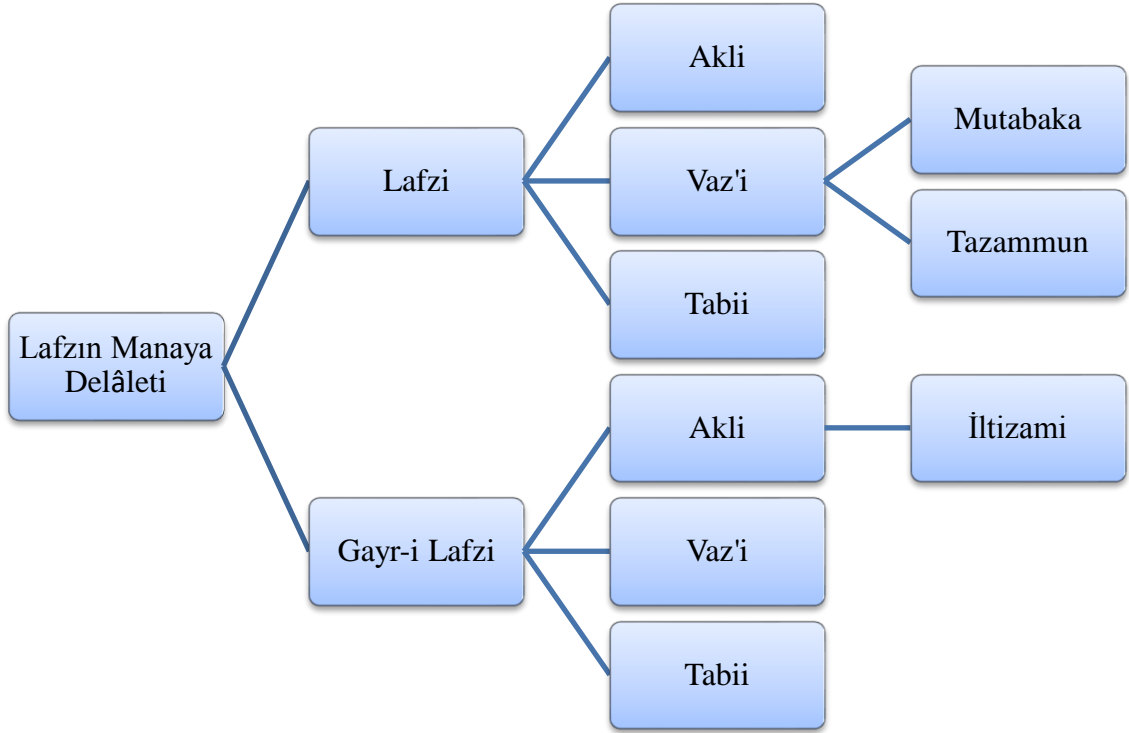 Lafzın Manaya
Delâleti
Lafzi
Akli
Vaz'i
Mutabaka
Tazammun
Tabii
Gayr-i Lafzi
Akli
İltizami
Vaz'i
Tabii